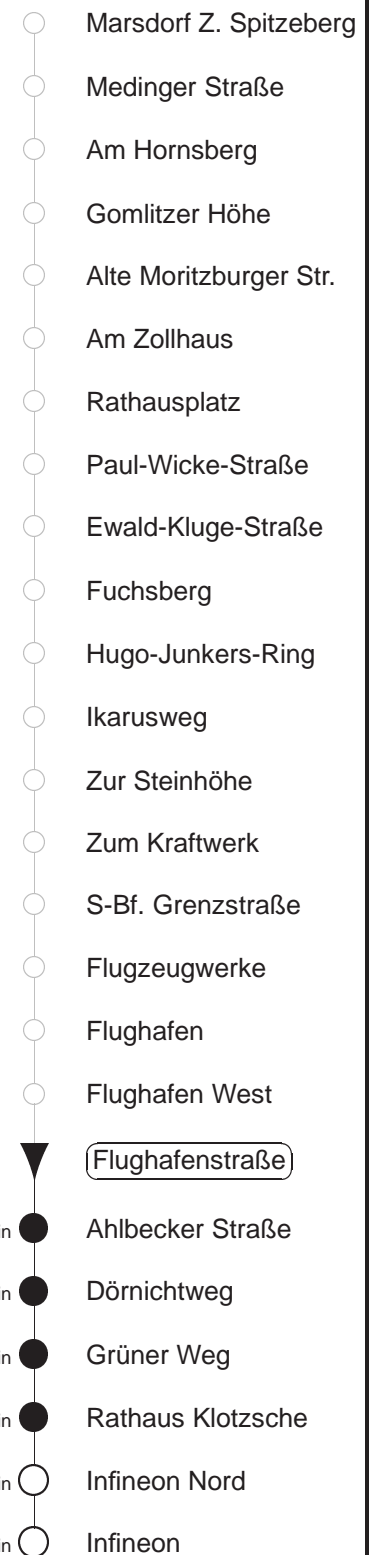 Marsdorf Z. Spitzeberg
Medinger Straße
Am Hornsberg
Gomlitzer Höhe
Alte Moritzburger Str.
Am Zollhaus
Rathausplatz
Paul-Wicke-Straße
Ewald-Kluge-Straße
Fuchsberg
Hugo-Junkers-Ring
Ikarusweg
Zur Steinhöhe
Zum Kraftwerk
S-Bf. Grenzstraße
Flugzeugwerke
Flughafen
Flughafen West
Flughafenstraße
Ahlbecker Straße
Dörnichtweg
Grüner Weg
Rathaus Klotzsche
Infineon Nord
Infineon